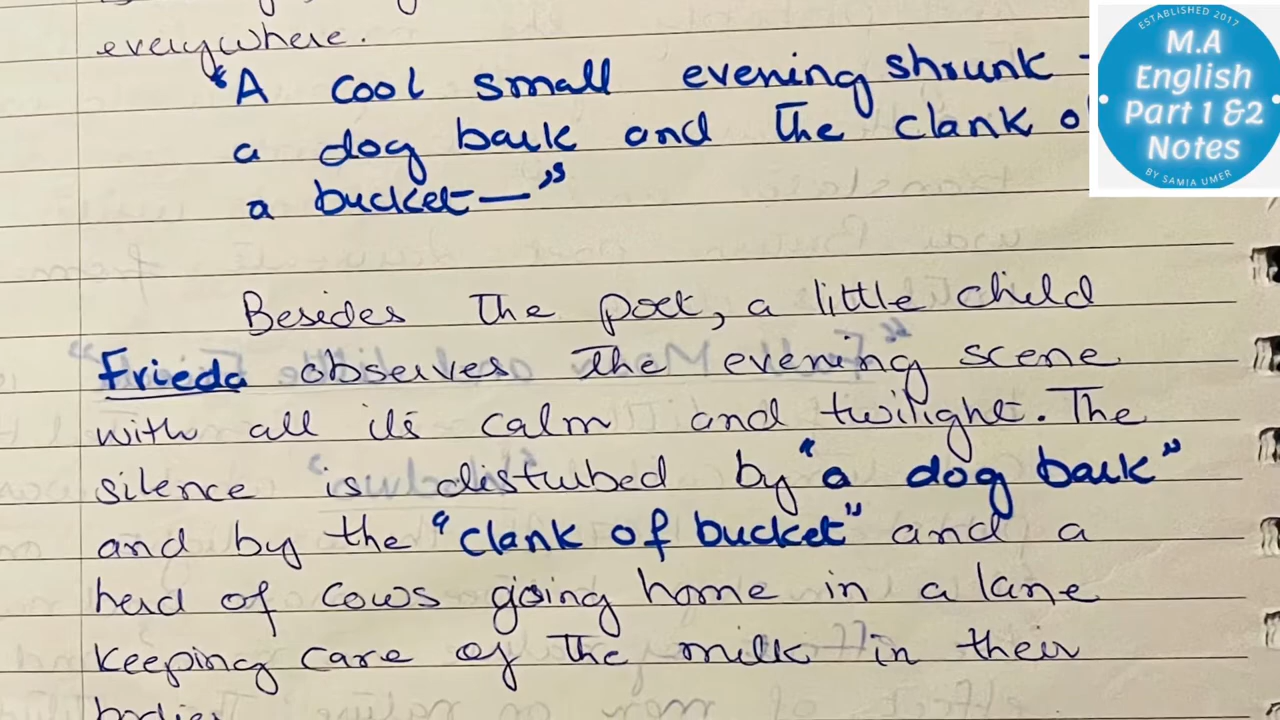 everywhere.
“A cool small evening shrunk
a dog bark and the clank
a bucket—”
Besides the poet, a little child
Frieda observes the evening scene
with all its calm and twilight. The
silence is disturbed by “a dog bark”
and by the “clank of bucket” and a
herd of cows going home in a lane
keeping care of the milk in their
ESTABLISHED 2017
M.A
English
Part 1 &2
Notes
BY SAMIA UMER